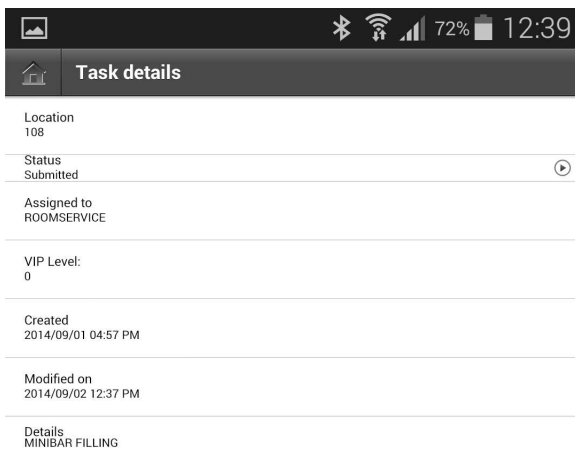 72% 12:39
Task details
Location
108
Status
Submitted
Assigned to
ROOMSERVICE
VIP Level:
0
Created
2014/09/01 04:57 PM
Modified on
2014/09/02 12:37 PM
Details
MINIBAR FILLING